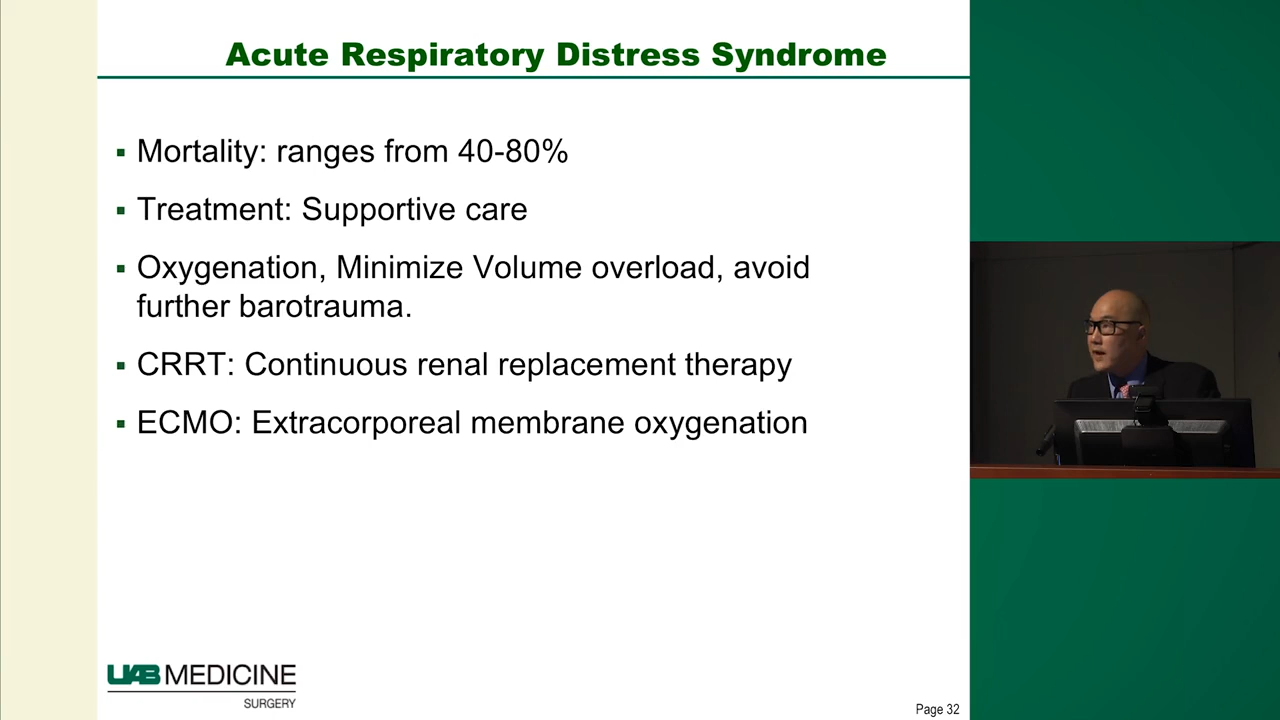 Acute Respiratory Distress Syndrome
▪ Mortality: ranges from 40-80%
▪ Treatment: Supportive care
▪ Oxygenation, Minimize Volume overload, avoid
further barotrauma.
▪ CRRT: Continuous renal replacement therapy
▪ ECMO: Extracorporeal membrane oxygenation
UAB MEDICINE
SURGERY
Page 32